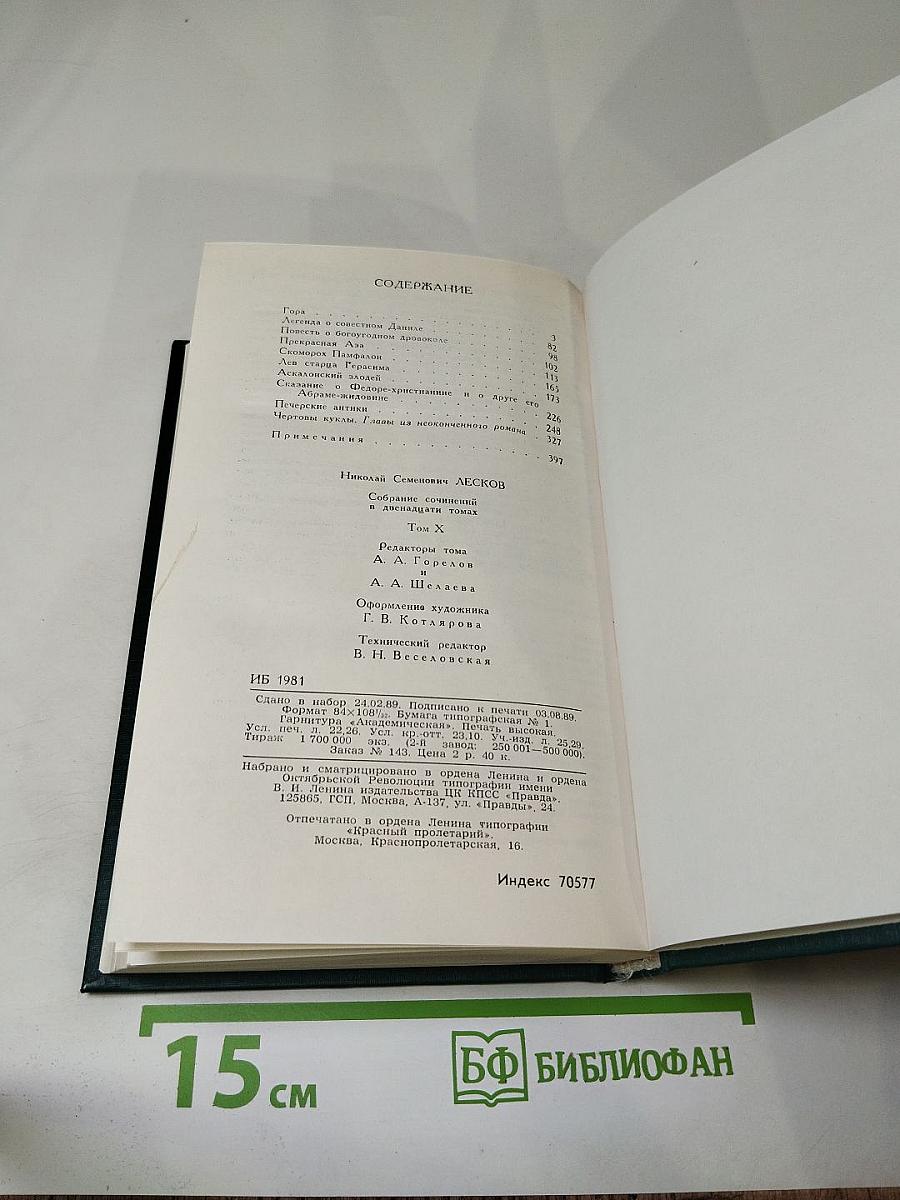 СОДЕРЖАНИЕ
Гора . . . . . . . . . . . . . . . 3
Легенда о совестном Даниле . . . . . . . 82
Повесть о богоугодном дровоколе . . . . . . 98
Прекрасная Аза . . . . . . . . . . . 102
Скоморох Памфалон . . . . . . . . . . 113
Лев старца Герасима . . . . . . . . . 165
Аскалонский злодей . . . . . . . . . . 173
Сказание о Федоре-христианине и о друге его
Абраме-жидовине . . . . . . . . . . 226
Печерские антики . . . . . . . . . . 248
Чертовы куклы. Главы из неоконченного романа . 327
Примечания . . . . . . . . . . . . 397
Николай Семенович ЛЕСКОВ
Собрание сочинений
в двенадцати томах
Том X
Редакторы тома
А. А. Горелов
и
А. А. Шелаева
Оформление художника
Г. В. Котлярова
Технический редактор
В. Н. Веселовская
ИБ 1981
Сдано в набор 24.02.89. Подписано к печати 03.08.89.
Формат 84×108¹/₃₂. Бумага типографская № 1.
Гарнитура «Академическая». Печать высокая.
Усл. печ. л. 22,26. Усл. кр.-отт. 23,10. Уч.-изд. л. 25,29.
Тираж 1 700 000 экз. (2-й завод: 250 001—500 000).
Заказ № 143. Цена 2 р. 40 к.
Набрано и сматрицировано в ордена Ленина и ордена
Октябрьской Революции типографии имени
В. И. Ленина издательства ЦК КПСС «Правда».
125865, ГСП, Москва, А-137, ул. «Правды», 24.
Отпечатано в ордена Ленина типографии
«Красный пролетарий».
Москва, Краснопролетарская, 16.
Индекс 70577
15 см
БФ БИБЛИОФАН